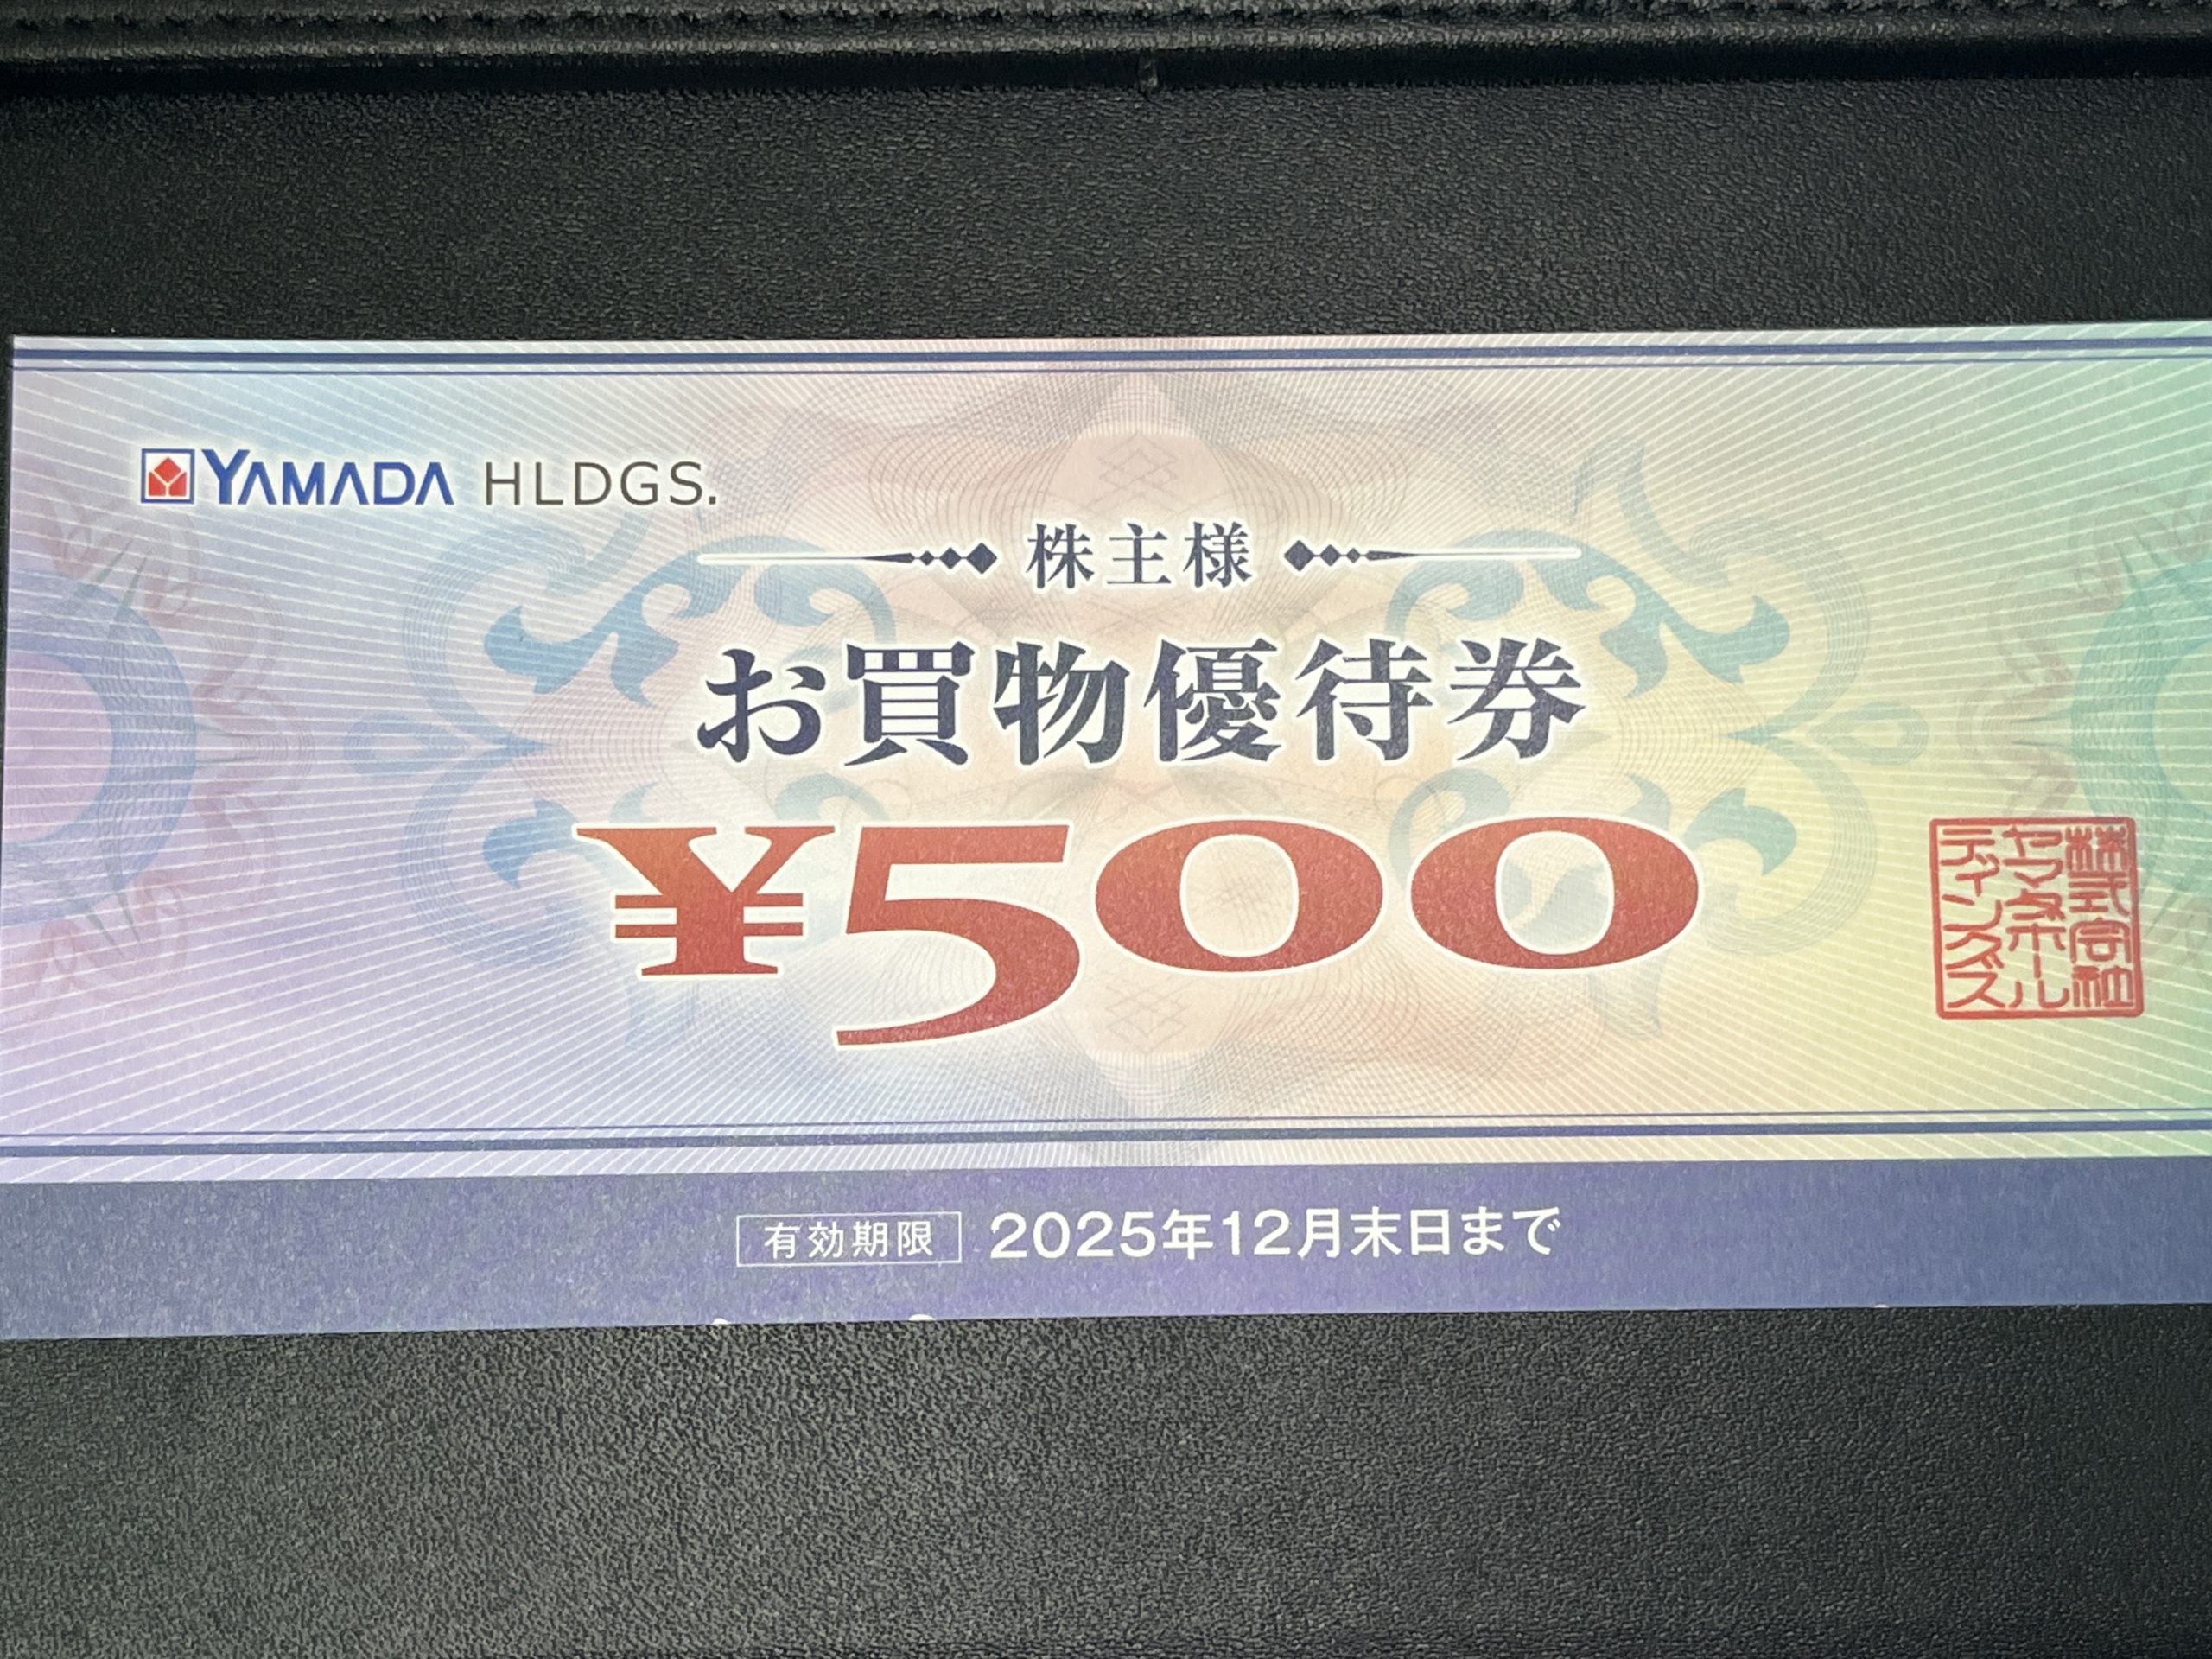 YAMADA HLDGS.
株主様
お買物優待券
¥500
株式会社
ヤマダホール
ディングス
有効期限 2025年12月末日まで